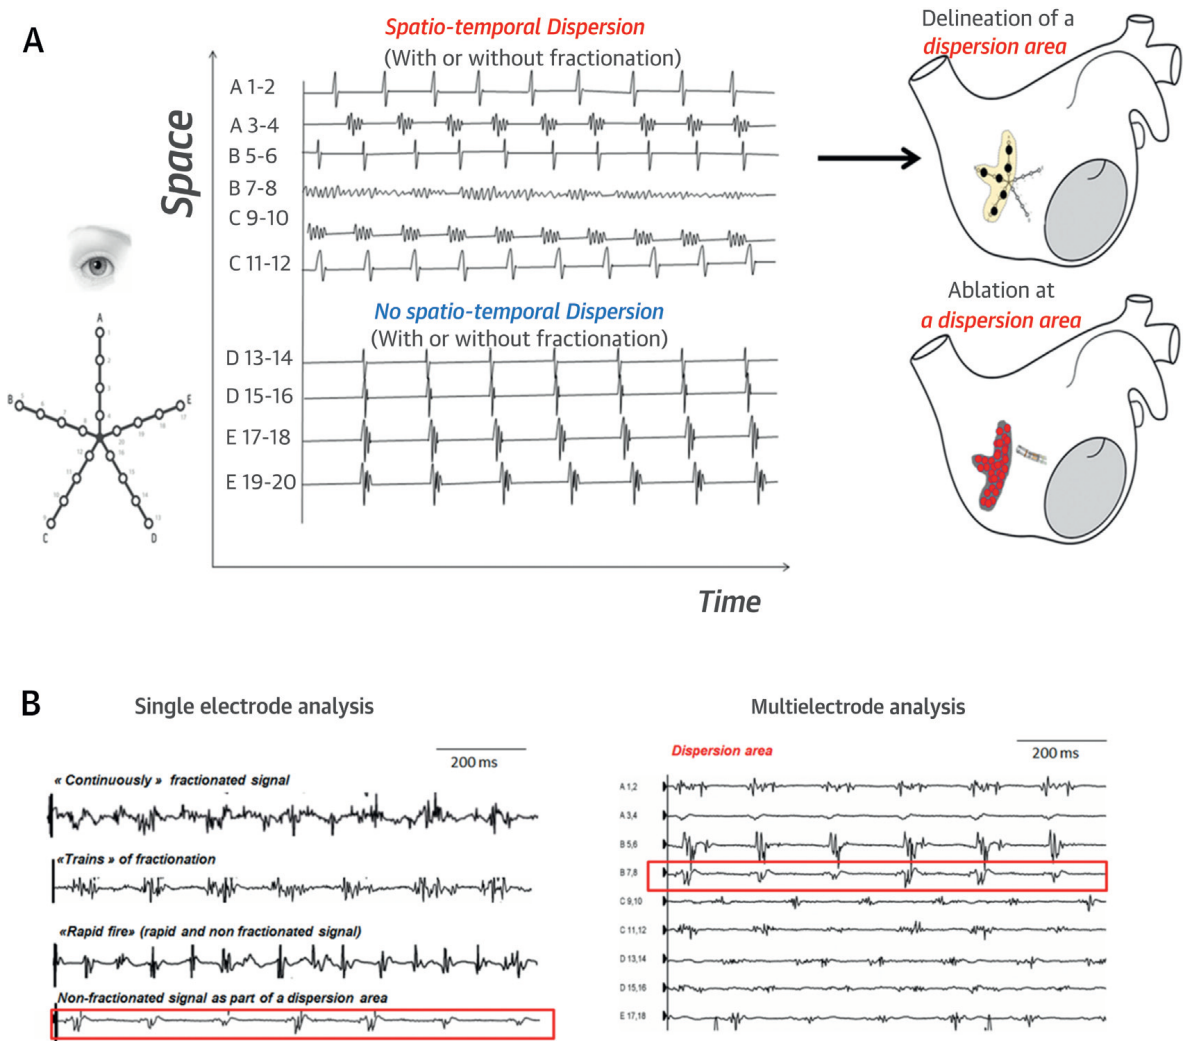 A
Spatio-temporal Dispersion
(With or without fractionation)
Space
A 1-2
A 3-4
B 5-6
B 7-8
C 9-10
C 11-12
No spatio-temporal Dispersion
(With or without fractionation)
D 13-14
D 15-16
E 17-18
E 19-20
Time
A
B
E
C
D
Delineation of a
dispersion area
Ablation at
a dispersion area
B
Single electrode analysis
200 ms
« Continuously » fractionated signal
«Trains » of fractionation
«Rapid fire» (rapid and non fractionated signal)
Non-fractionated signal as part of a dispersion area
Multielectrode analysis
Dispersion area
200 ms
A 1,2
A 3,4
B 5,6
B 7,8
C 9,10
C 11,12
D 13,14
D 15,16
E 17,18